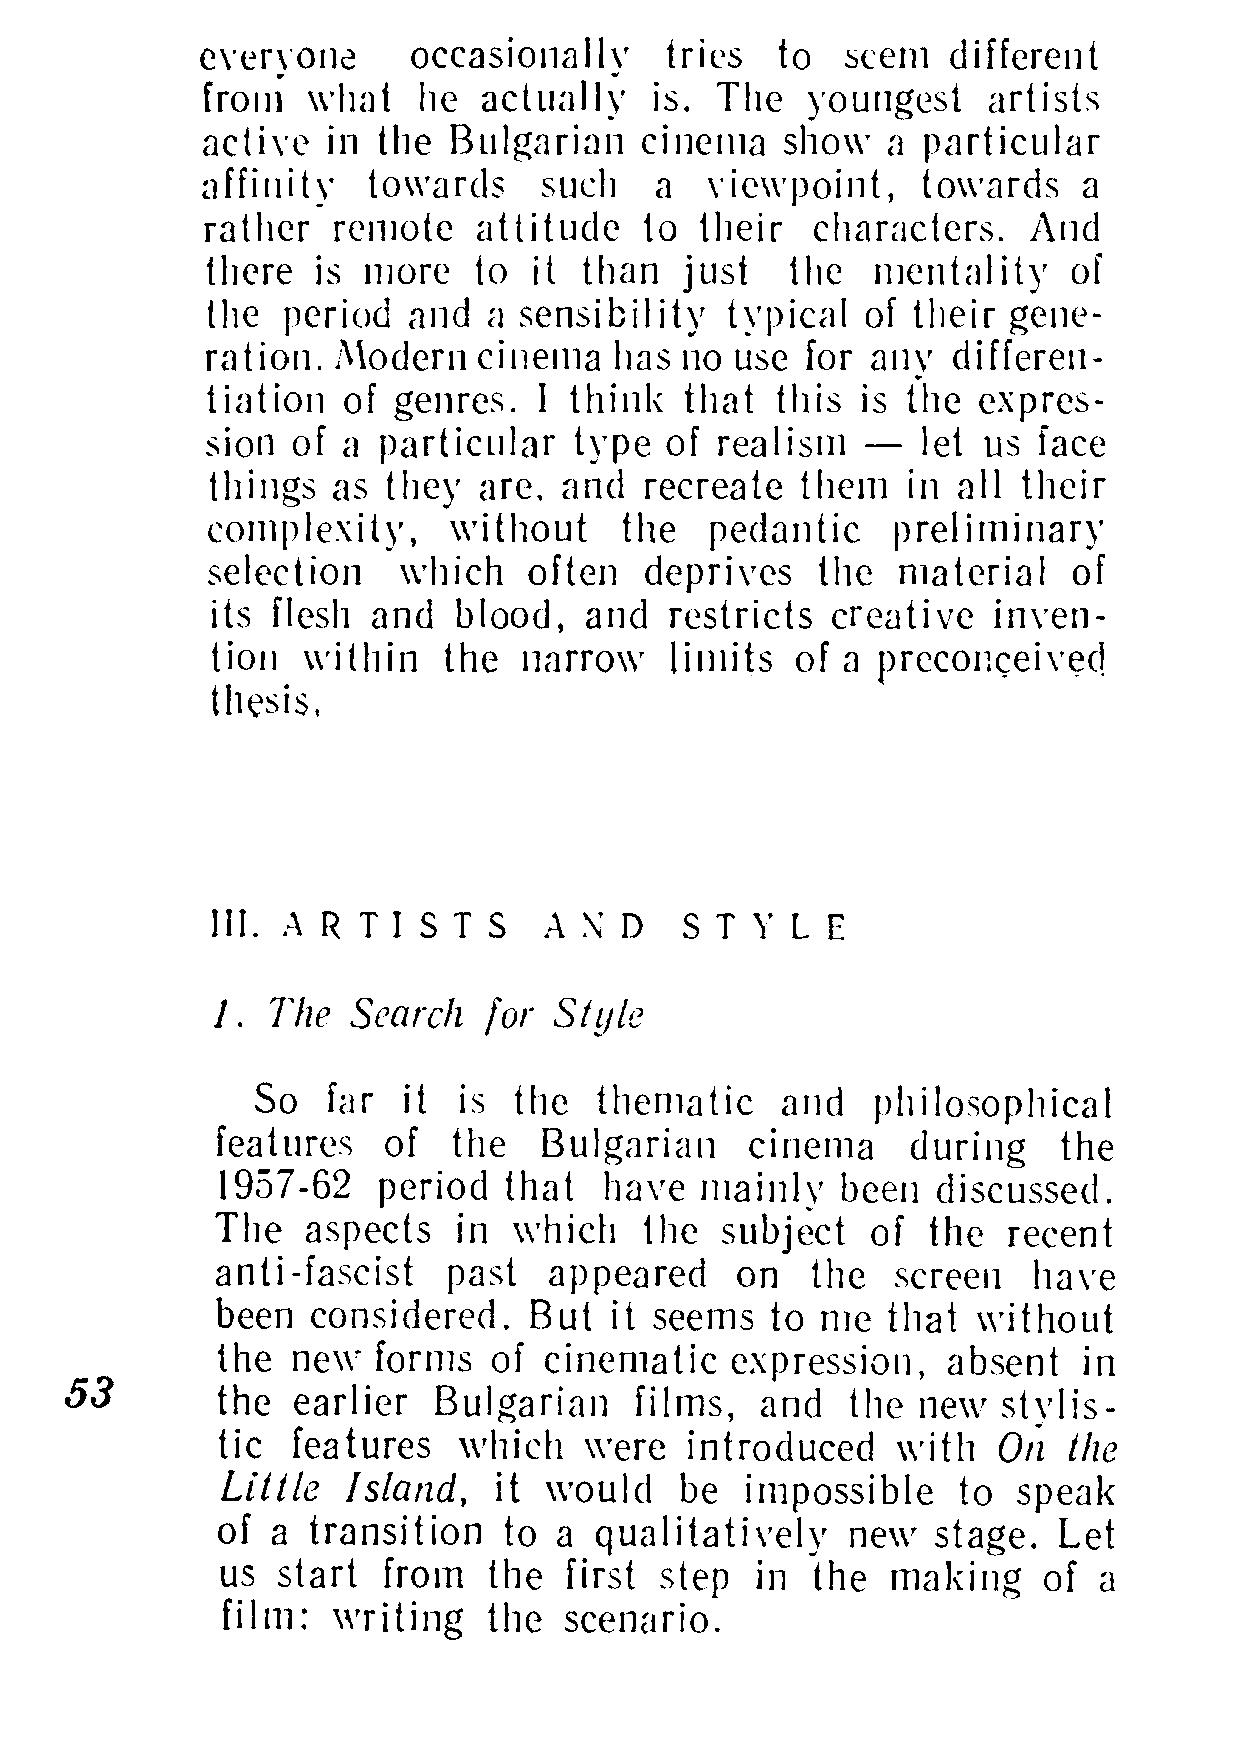 everyone occasionally tries to seem different
from what he actually is. The youngest artists
active in the Bulgarian cinema show a particular
affinity towards such a viewpoint, towards a
rather remote attitude to their characters. And
there is more to it than just the mentality of
the period and a sensibility typical of their gene-
ration. Modern cinema has no use for any differen-
tiation of genres. I think that this is the expres-
sion of a particular type of realism — let us face
things as they are, and recreate them in all their
complexity, without the pedantic preliminary
selection which often deprives the material of
its flesh and blood, and restricts creative inven-
tion within the narrow limits of a preconceived
thesis.
III. ARTISTS AND STYLE
1. The Search for Style
So far it is the thematic and philosophical
features of the Bulgarian cinema during the
1957-62 period that have mainly been discussed.
The aspects in which the subject of the recent
anti-fascist past appeared on the screen have
been considered. But it seems to me that without
the new forms of cinematic expression, absent in
the earlier Bulgarian films, and the new stylis-
tic features which were introduced with On the
Little Island, it would be impossible to speak
of a transition to a qualitatively new stage. Let
us start from the first step in the making of a
film: writing the scenario.
53